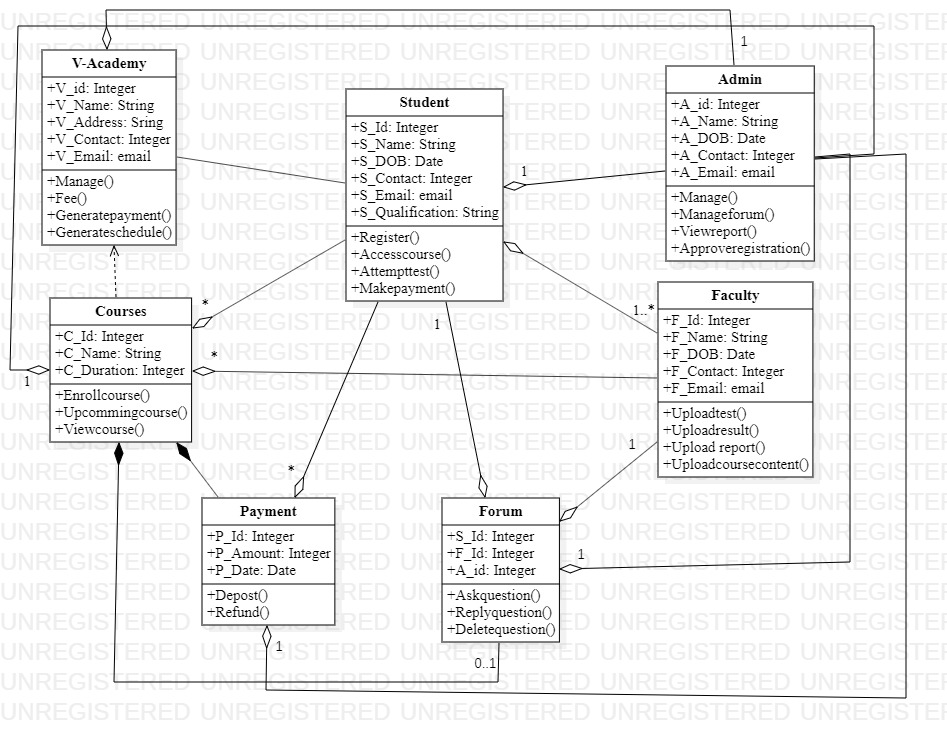 V-Academy
+V_id: Integer
+V_Name: String
+V_Address: Sring
+V_Contact: Integer
+V_Email: email
+Manage()
+Fee()
+Generatepayment()
+Generateschedule()
Student
+S_Id: Integer
+S_Name: String
+S_DOB: Date
+S_Contact: Integer
+S_Email: email
+S_Qualification: String
+Register()
+Accesscourse()
+Attempttest()
+Makepayment()
1
Admin
+A_id: Integer
+A_Name: String
+A_DOB: Date
+A_Contact: Integer
+A_Email: email
+Manage()
+Manageforum()
+Viewreport()
+Approveregistration()
1
Courses
+C_Id: Integer
+C_Name: String
+C_Duration: Integer
+Enrollcourse()
+Upcommingcourse()
+Viewcourse()
*
*
1
1
1..*
Faculty
+F_Id: Integer
+F_Name: String
+F_DOB: Date
+F_Contact: Integer
+F_Email: email
+Uploadtest()
+Uploadresult()
+Upload report()
+Uploadcoursecontent()
1
*
Payment
+P_Id: Integer
+P_Amount: Integer
+P_Date: Date
+Depost()
+Refund()
1
Forum
+S_Id: Integer
+F_Id: Integer
+A_id: Integer
+Askquestion()
+Replyquestion()
+Deletequestion()
1
0..1
UNREGISTERED UNREGISTERED UNREGISTERED UNREGISTERED UNREGISTERED